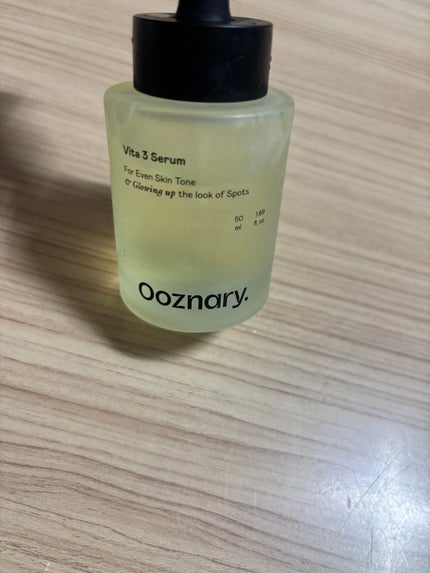 Vita 3 Serum
For Even Skin Tone
& Glowing up the look of Spots
50 1.69
ml fl. oz
Ooznary.